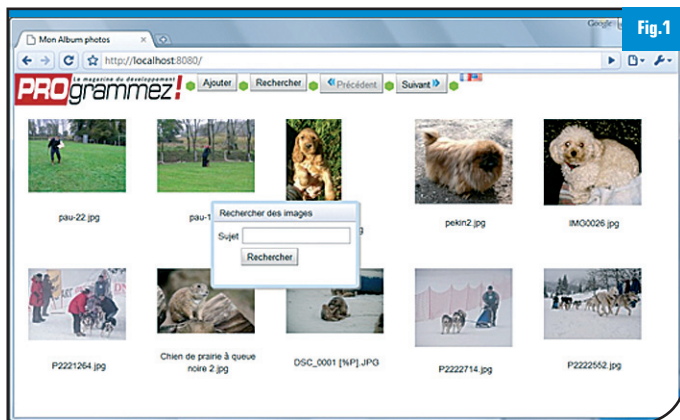 Google
Fig.1
Mon Album photos
http://localhost:8080/
Le magazine du développement
PROgrammez!
Ajouter
Rechercher
Précédent
Suivant
pau-22.jpg
pau-1
g
pekin2.jpg
IMG0026.jpg
Rechercher des images
Sujet
Rechercher
P2221264.jpg
Chien de prairie à queue
noire 2.jpg
DSC_0001 [%P].JPG
P2222714.jpg
P2222552.jpg